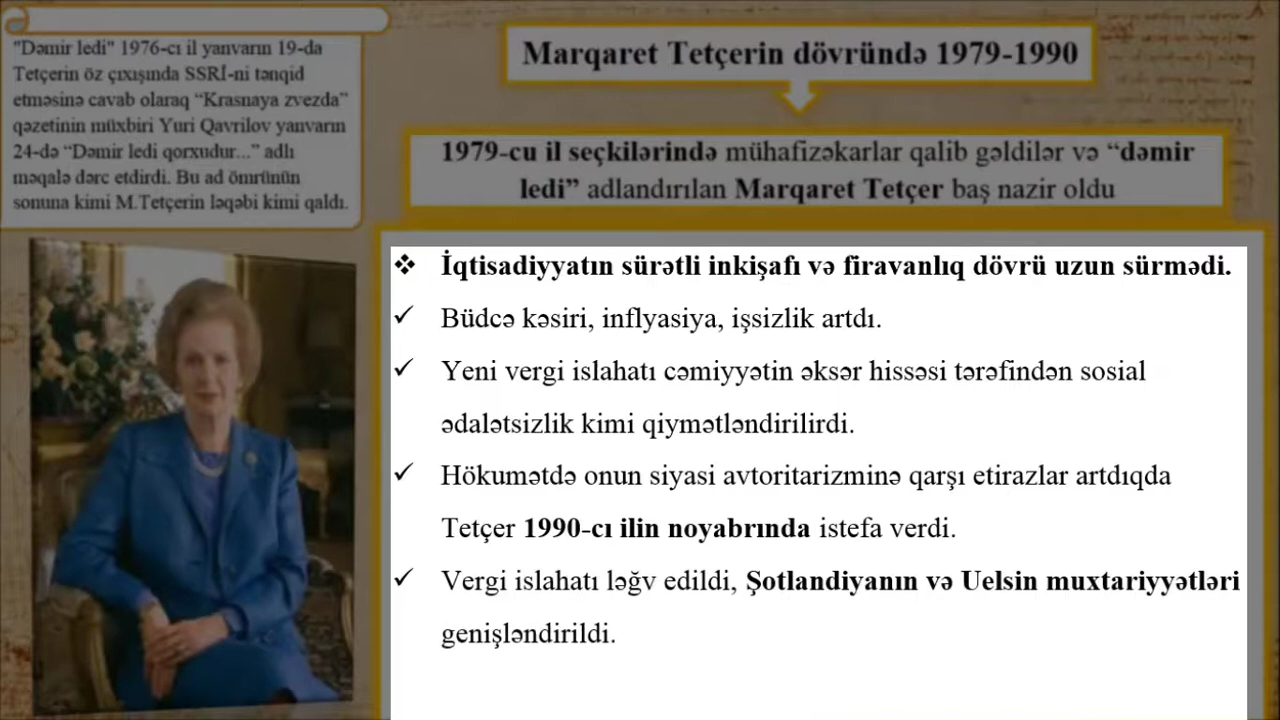 "Dəmir ledi" 1976-cı il yanvarın 19-da
Tetçerin öz çıxışında SSRİ-ni tənqid
etməsinə cavab olaraq “Krasnaya zvezda”
qəzetinin müxbiri Yuri Qavrilov yanvarın
24-də “Dəmir ledi qorxudur...” adlı
məqalə dərc etdirdi. Bu ad ömrünün
sonuna kimi M.Tetçerin ləqəbi kimi qaldı.
Marqaret Tetçerin dövründə 1979-1990
1979-cu il seçkilərində mühafizəkarlar qalib gəldilər və “dəmir
ledi” adlandırılan Marqaret Tetçer baş nazir oldu
❖ İqtisadiyyatın sürətli inkişafı və firavanlıq dövrü uzun sürmədi.
✓ Büdcə kəsiri, inflyasiya, işsizlik artdı.
✓ Yeni vergi islahatı cəmiyyətin əksər hissəsi tərəfindən sosial
ədalətsizlik kimi qiymətləndirilirdi.
✓ Hökumətdə onun siyasi avtoritarizminə qarşı etirazlar artdıqda
Tetçer 1990-cı ilin noyabrında istefa verdi.
✓ Vergi islahatı ləğv edildi, Şotlandiyanın və Uelsin muxtariyyətləri
genişləndirildi.